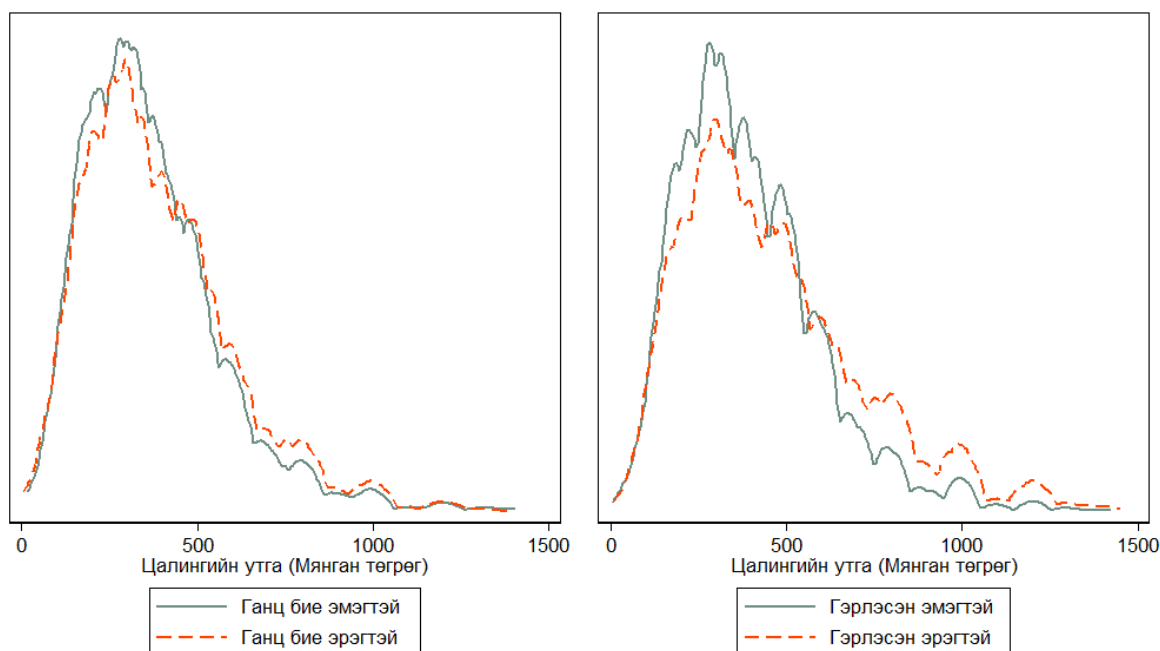 0 500 1000 1500
Цалингийн утга (Мянган төгрөг)
Ганц бие эмэгтэй
Ганц бие эрэгтэй
0 500 1000 1500
Цалингийн утга (Мянган төгрөг)
Гэрлэсэн эмэгтэй
Гэрлэсэн эрэгтэй